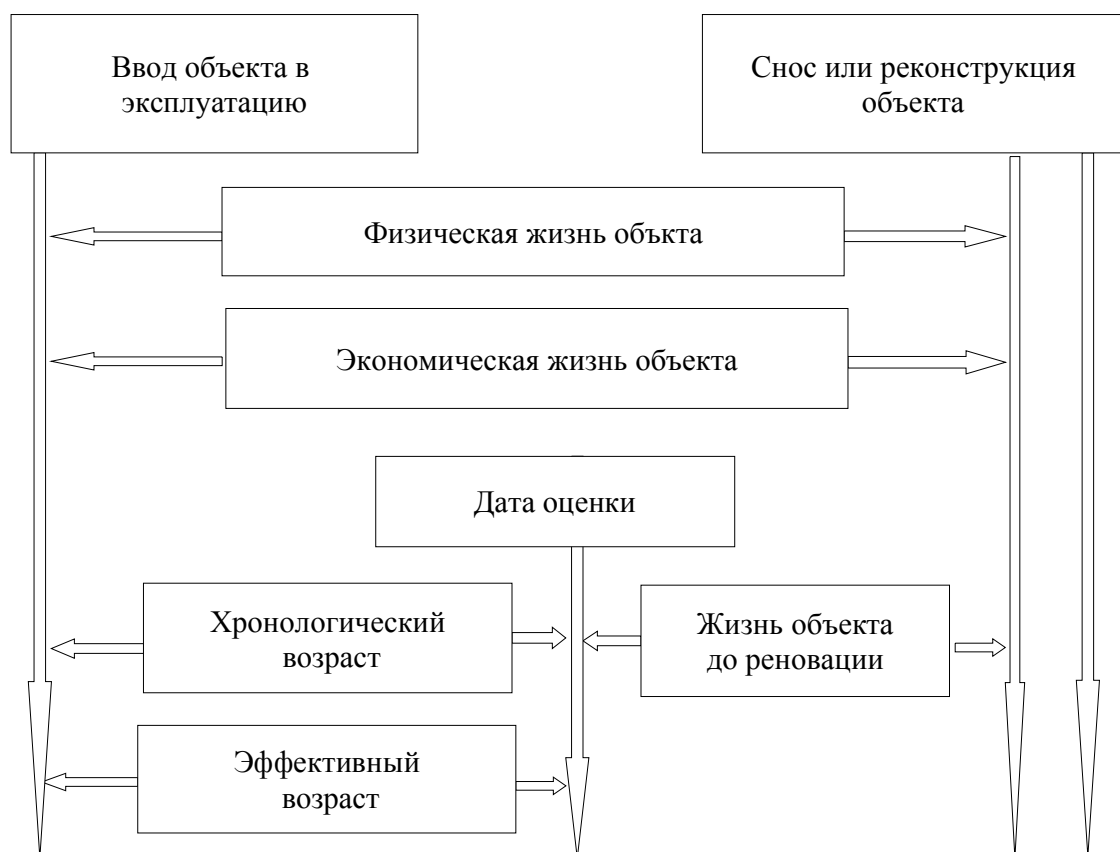 Ввод объекта в
эксплуатацию
Снос или реконструкция
объекта
Физическая жизнь объкта
Экономическая жизнь объекта
Дата оценки
Хронологический
возраст
Жизнь объекта
до реновации
Эффективный
возраст